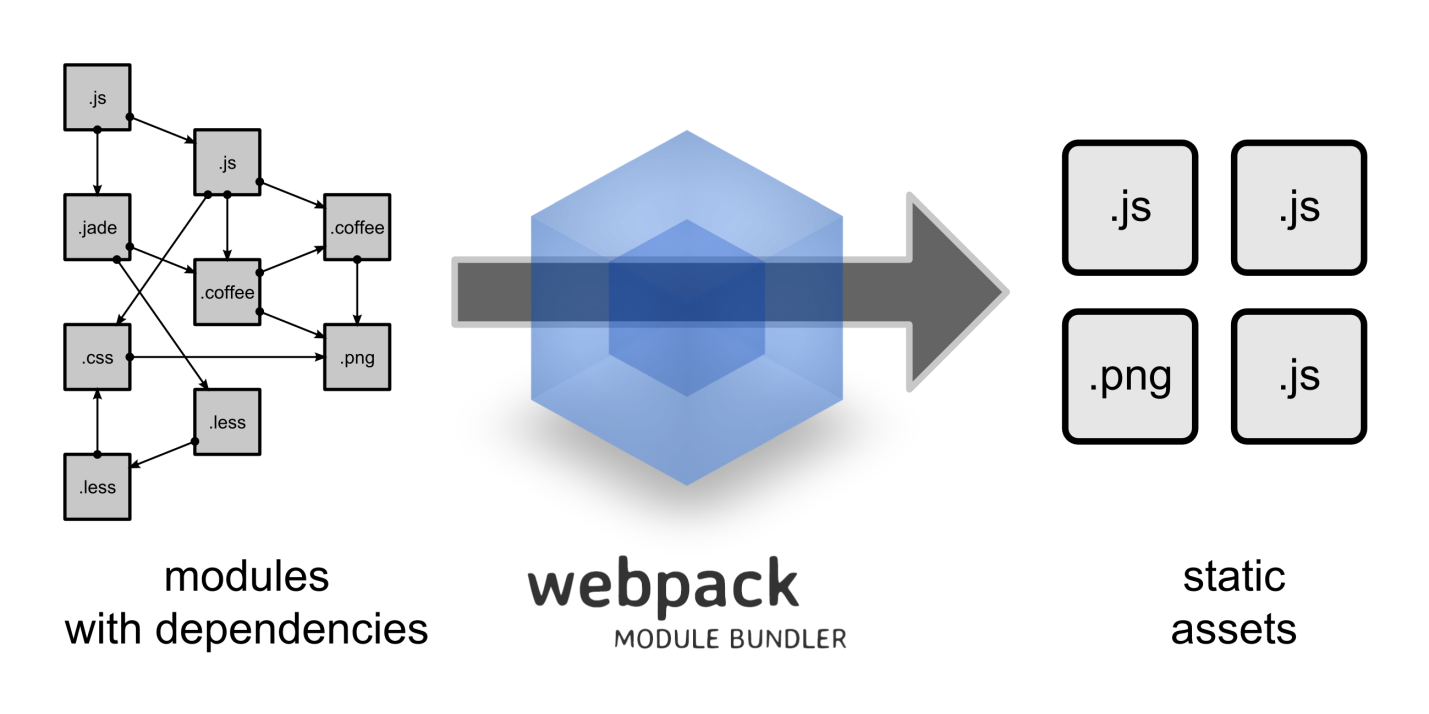 .js
.js
.jade
.coffee
.coffee
.css
.png
.less
.less
modules
with dependencies
webpack
MODULE BUNDLER
.js
.js
.png
.js
static
assets